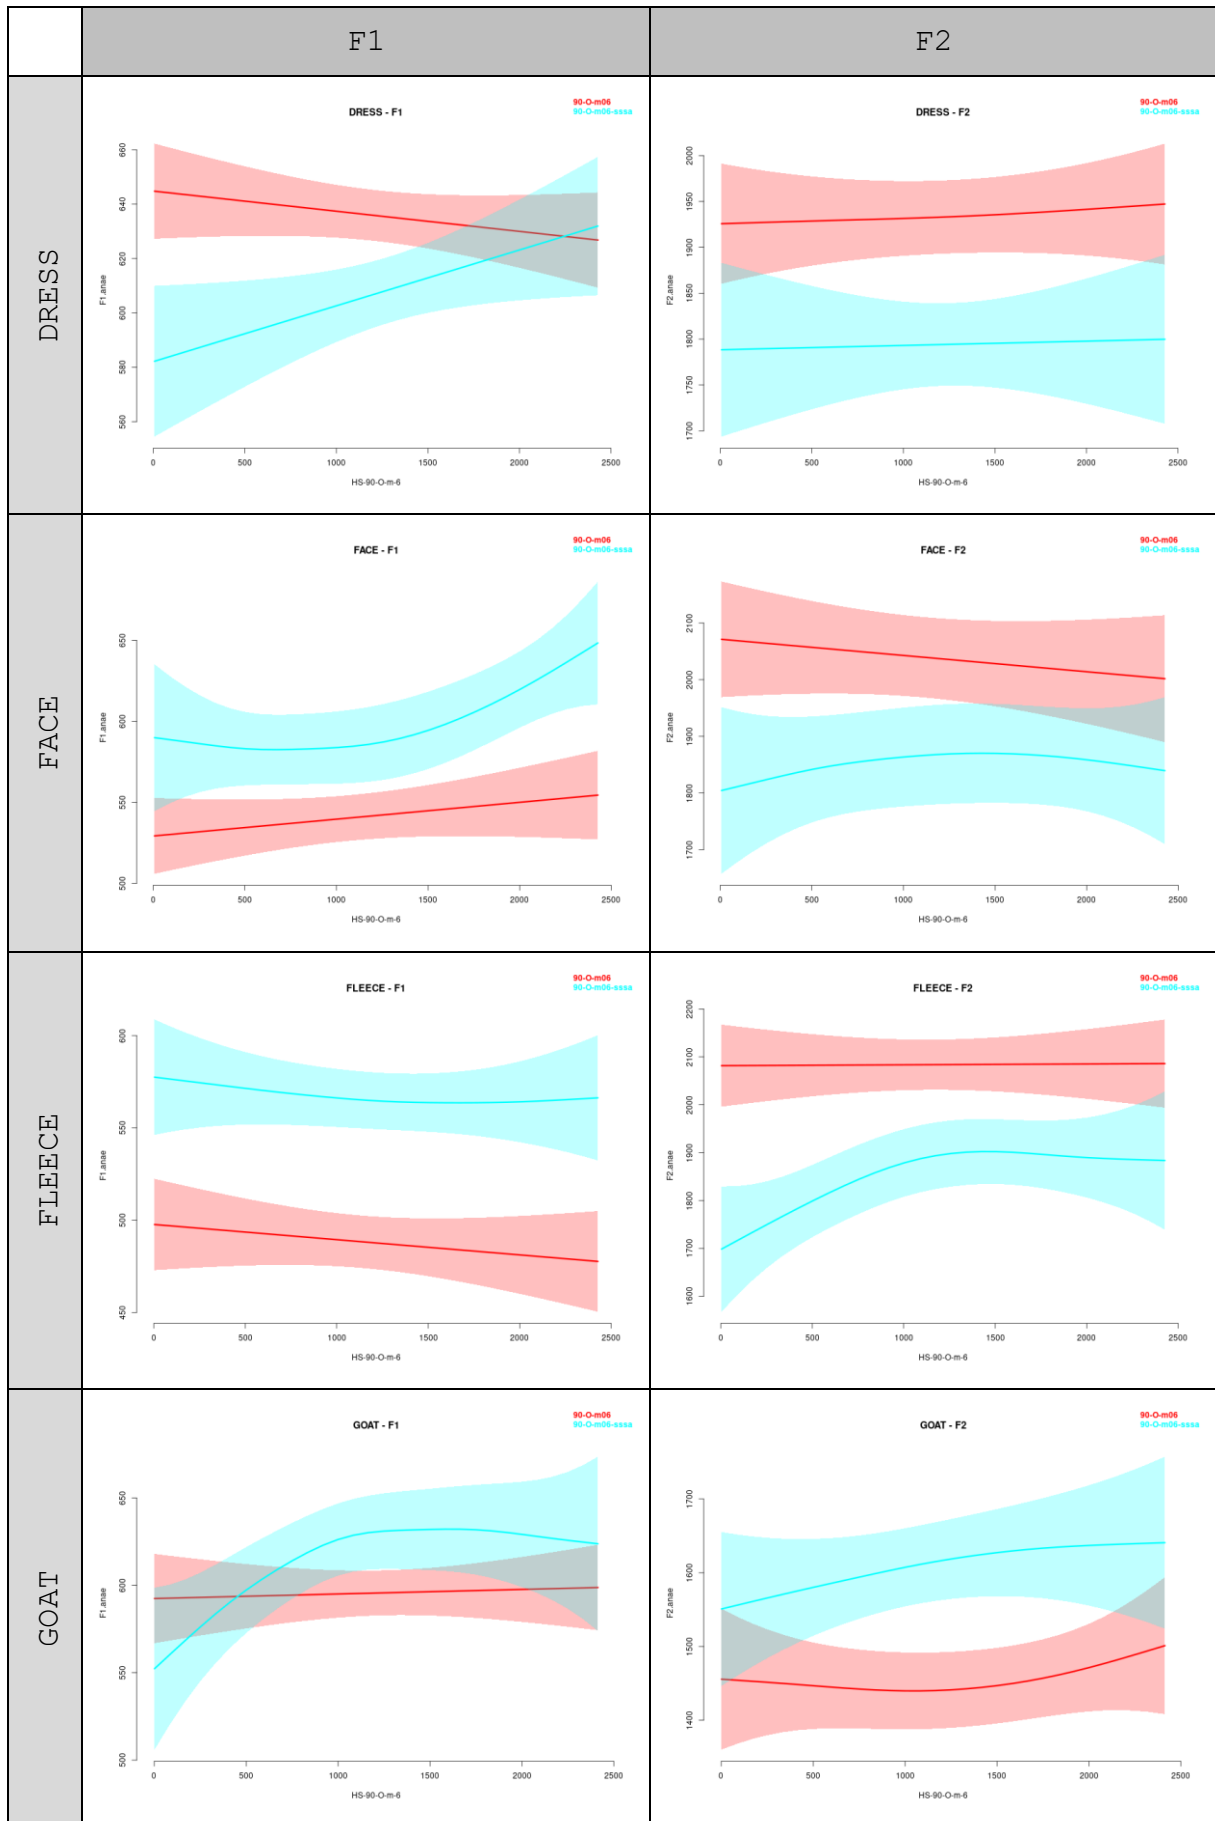 F1
F2
DRESS
DRESS - F1
90-O-m06
90-O-m06-sssa
660
640
620
600
580
560
F1.anae
0 500 1000 1500 2000 2500
HS-90-O-m-6
DRESS - F2
90-O-m06
90-O-m06-sssa
2000
1950
1900
1850
1800
1750
1700
F2.anae
0 500 1000 1500 2000 2500
HS-90-O-m-6
FACE
FACE - F1
90-O-m06
90-O-m06-sssa
650
600
550
500
F1.anae
0 500 1000 1500 2000 2500
HS-90-O-m-6
FACE - F2
90-O-m06
90-O-m06-sssa
2100
2000
1900
1800
1700
F2.anae
0 500 1000 1500 2000 2500
HS-90-O-m-6
FLEECE
FLEECE - F1
90-O-m06
90-O-m06-sssa
600
550
500
450
F1.anae
0 500 1000 1500 2000 2500
HS-90-O-m-6
FLEECE - F2
90-O-m06
90-O-m06-sssa
2200
2100
2000
1900
1800
1700
1600
F2.anae
0 500 1000 1500 2000 2500
HS-90-O-m-6
GOAT
GOAT - F1
90-O-m06
90-O-m06-sssa
650
600
550
500
F1.anae
0 500 1000 1500 2000 2500
HS-90-O-m-6
GOAT - F2
90-O-m06
90-O-m06-sssa
1700
1600
1500
1400
F2.anae
0 500 1000 1500 2000 2500
HS-90-O-m-6